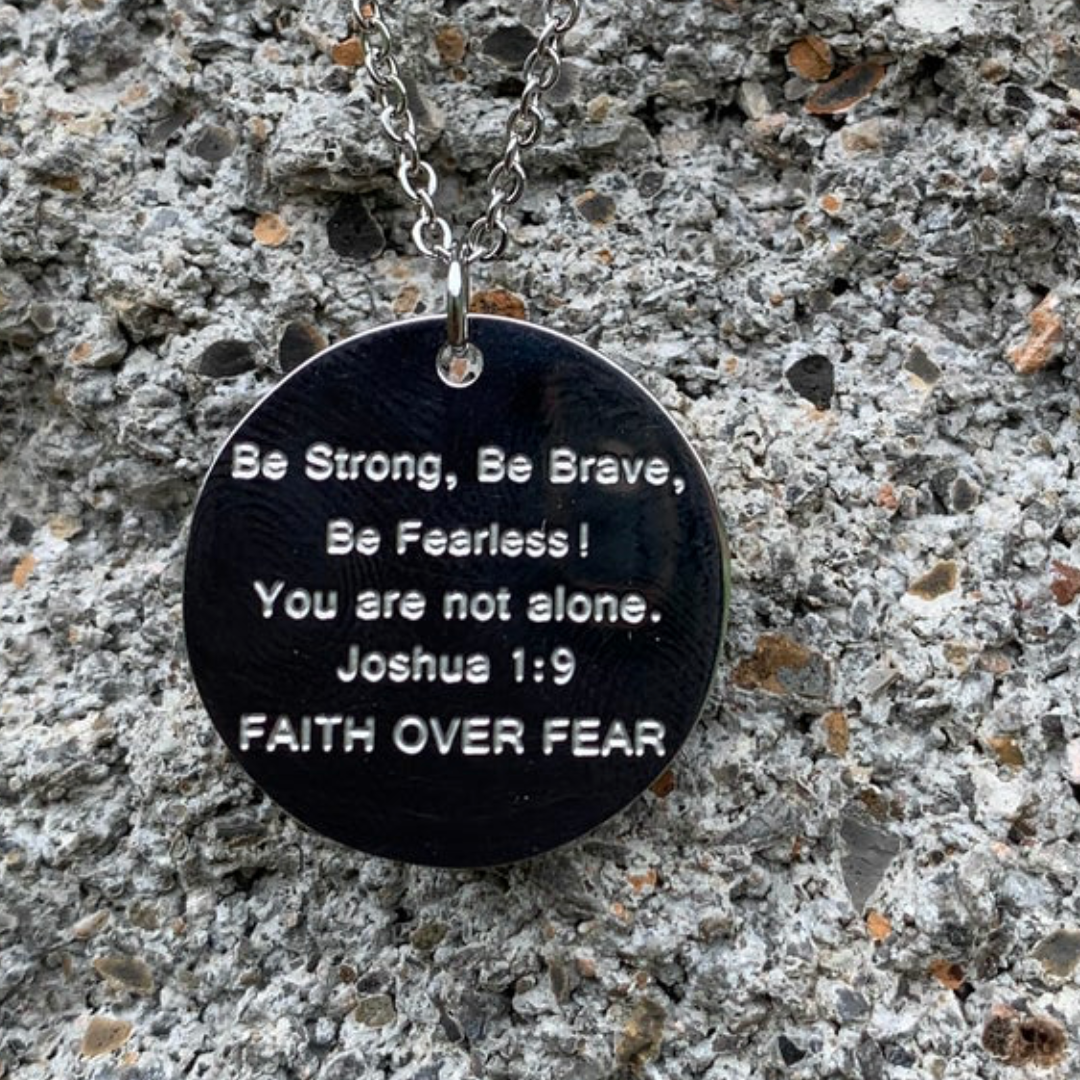 Be Strong, Be Brave,
Be Fearless!
You are not alone.
Joshua 1:9
FAITH OVER FEAR